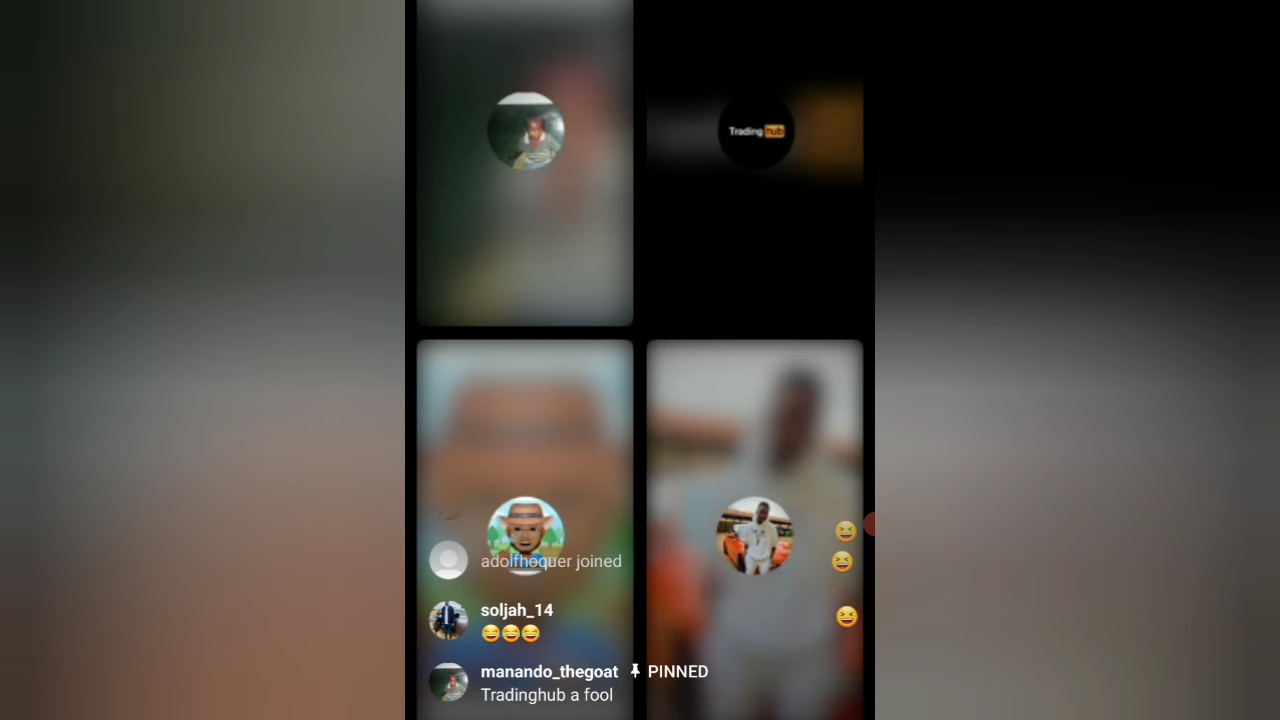 Trading hub
adolfhoquer joined
soljah_14
😂😂😂
manando_thegoat PINNED
Tradinghub a fool